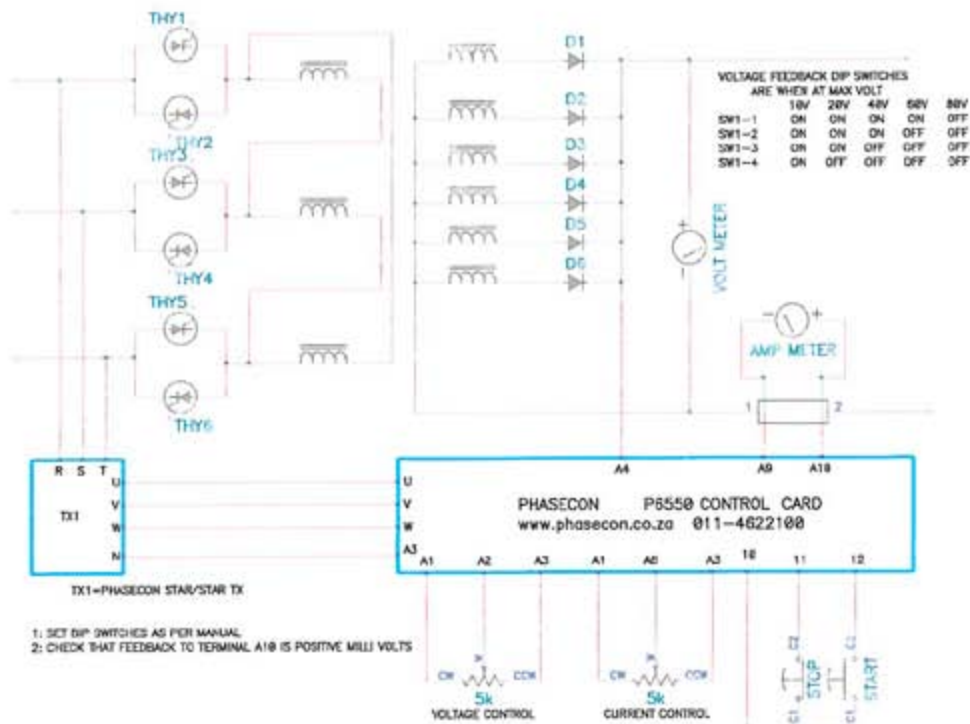 THY1
THY2
THY3
THY4
THY5
THY6
D1
D2
D3
D4
D5
D6
VOLTAGE FEEDBACK DIP SWITCHES
ARE WHEN AT MAX VOLT
10V 20V 40V 60V 80V
SW1-1 ON ON ON ON OFF
SW1-2 ON ON ON OFF OFF
SW1-3 ON ON OFF OFF OFF
SW1-4 ON OFF OFF OFF OFF
+
-
VOLT METER
- +
AMP METER
1 2
R S T
U
V
W
N
TX1
TX1=PHASECON STAR/STAR TX
A4 A9 A10
U
V
W
A3
PHASECON P6550 CONTROL CARD
www.phasecon.co.za 011-4622100
A1 A2 A3 A1 A6 A3 10 11 12
1: SET DIP SWITCHES AS PER MANUAL
2: CHECK THAT FEEDBACK TO TERMINAL A10 IS POSITIVE MILLI VOLTS
CW W CCW
5k
VOLTAGE CONTROL
CW W CCW
5k
CURRENT CONTROL
C2
STOP
C1
C1
START
C1